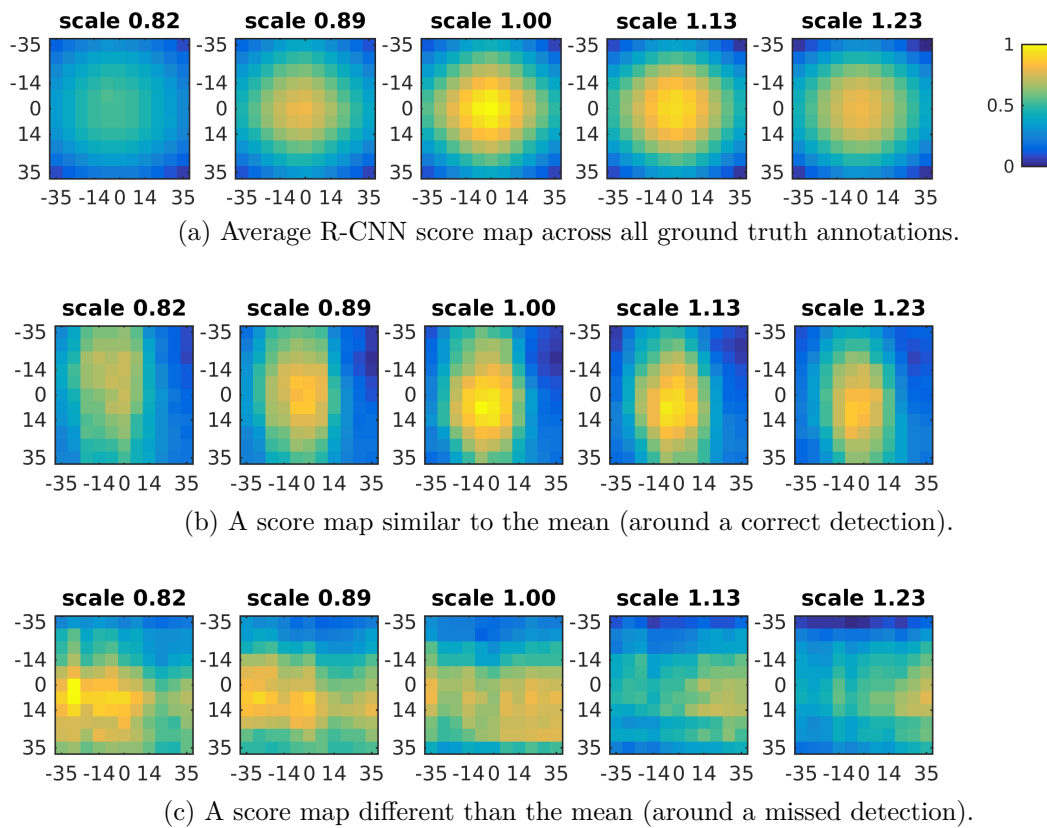 scale 0.82 scale 0.89 scale 1.00 scale 1.13 scale 1.23
-35 -35 -35 -35 -35 1
-14 -14 -14 -14 -14
0 0 0 0 0 0.5
14 14 14 14 14
35 35 35 35 35 0
-35 -14 0 14 35 -35 -14 0 14 35 -35 -14 0 14 35 -35 -14 0 14 35 -35 -14 0 14 35
(a) Average R-CNN score map across all ground truth annotations.
scale 0.82 scale 0.89 scale 1.00 scale 1.13 scale 1.23
-35 -35 -35 -35 -35
-14 -14 -14 -14 -14
0 0 0 0 0
14 14 14 14 14
35 35 35 35 35
-35 -14 0 14 35 -35 -14 0 14 35 -35 -14 0 14 35 -35 -14 0 14 35 -35 -14 0 14 35
(b) A score map similar to the mean (around a correct detection).
scale 0.82 scale 0.89 scale 1.00 scale 1.13 scale 1.23
-35 -35 -35 -35 -35
-14 -14 -14 -14 -14
0 0 0 0 0
14 14 14 14 14
35 35 35 35 35
-35 -14 0 14 35 -35 -14 0 14 35 -35 -14 0 14 35 -35 -14 0 14 35 -35 -14 0 14 35
(c) A score map different than the mean (around a missed detection).